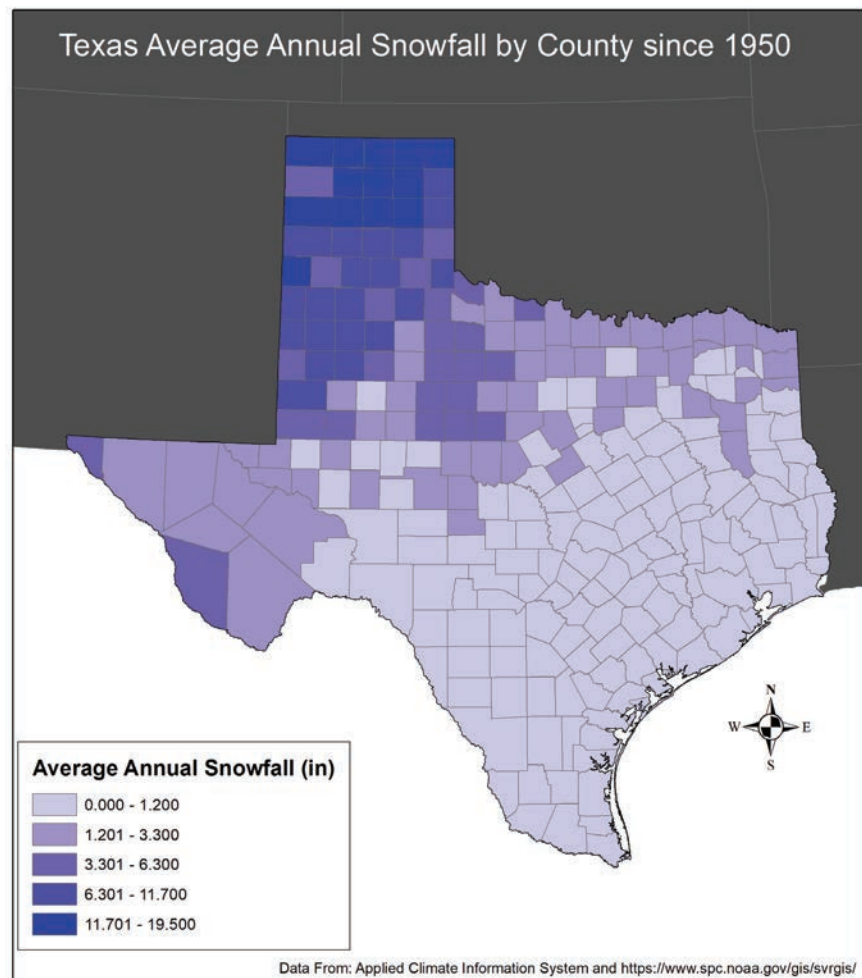 Texas Average Annual Snowfall by County since 1950
N
W E
S
Average Annual Snowfall (in)
0.000 - 1.200
1.201 - 3.300
3.301 - 6.300
6.301 - 11.700
11.701 - 19.500
Data From: Applied Climate Information System and https://www.spc.noaa.gov/gis/svrgis/